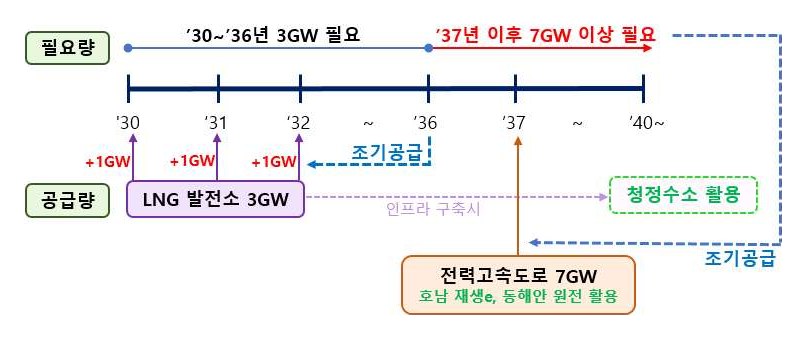 필요량
’30~’36년 3GW 필요
’37년 이후 7GW 이상 필요
'30
‘31
‘32
~
‘36
‘37
~
‘40~
+1GW
+1GW
+1GW
조기공급
공급량
LNG 발전소 3GW
인프라 구축시
청정수소 활용
조기공급
전력고속도로 7GW
호남 재생e, 동해안 원전 활용